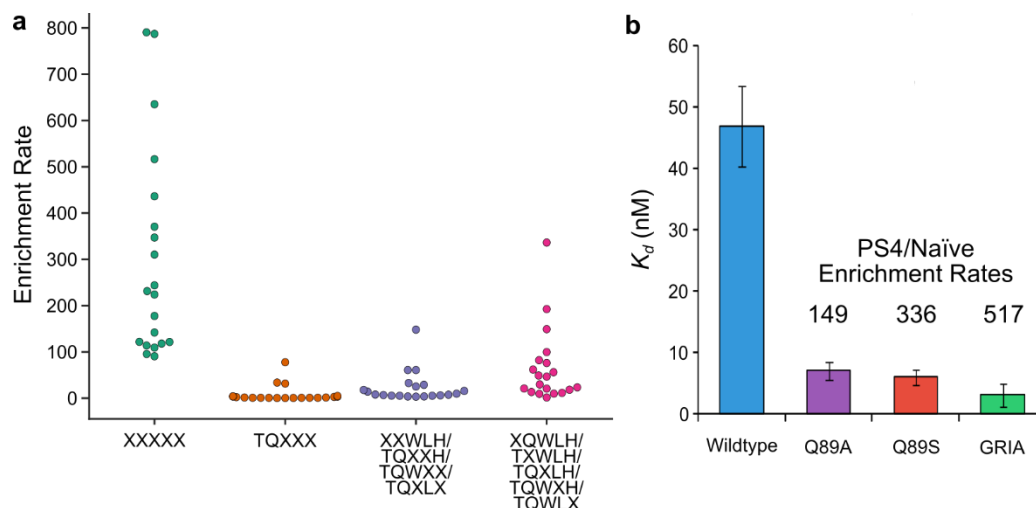 a
800
700
600
500
400
300
200
100
0
Enrichment Rate
XXXXX
TQXXX
XXWLH/
TQXXH/
TQWXX/
TQXLX
XQWLH/
TXWLH/
TQXLH/
TQWXH/
TQWLX
b
60
50
40
30
20
10
0
Kd (nM)
PS4/Naïve
Enrichment Rates
149 336 517
Wildtype Q89A Q89S GRIA